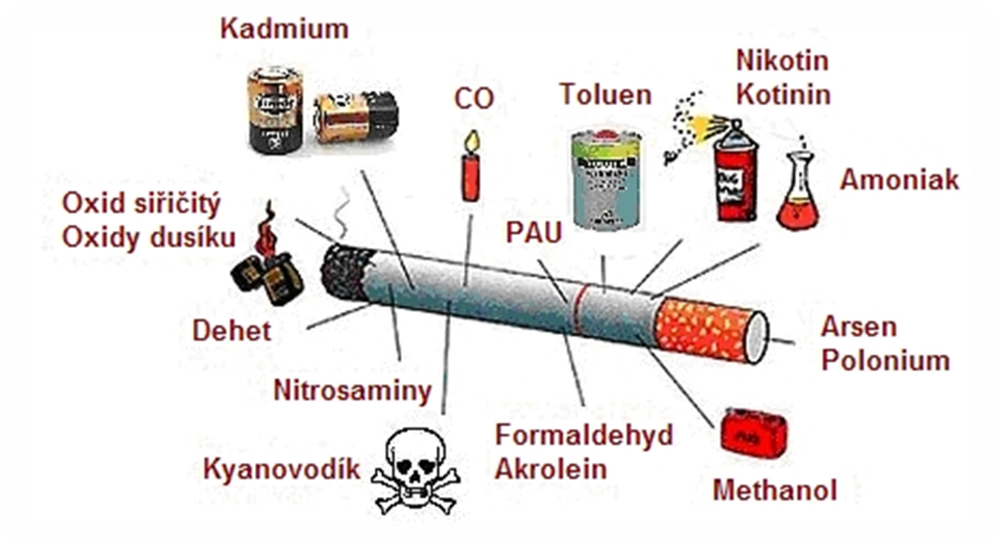 Kadmium
Nikotin
Kotinin
CO
Toluen
Amoniak
Oxid siřičitý
Oxidy dusíku
PAU
Dehet
Arsen
Polonium
Nitrosaminy
Formaldehyd
Akrolein
Kyanovodík
Methanol